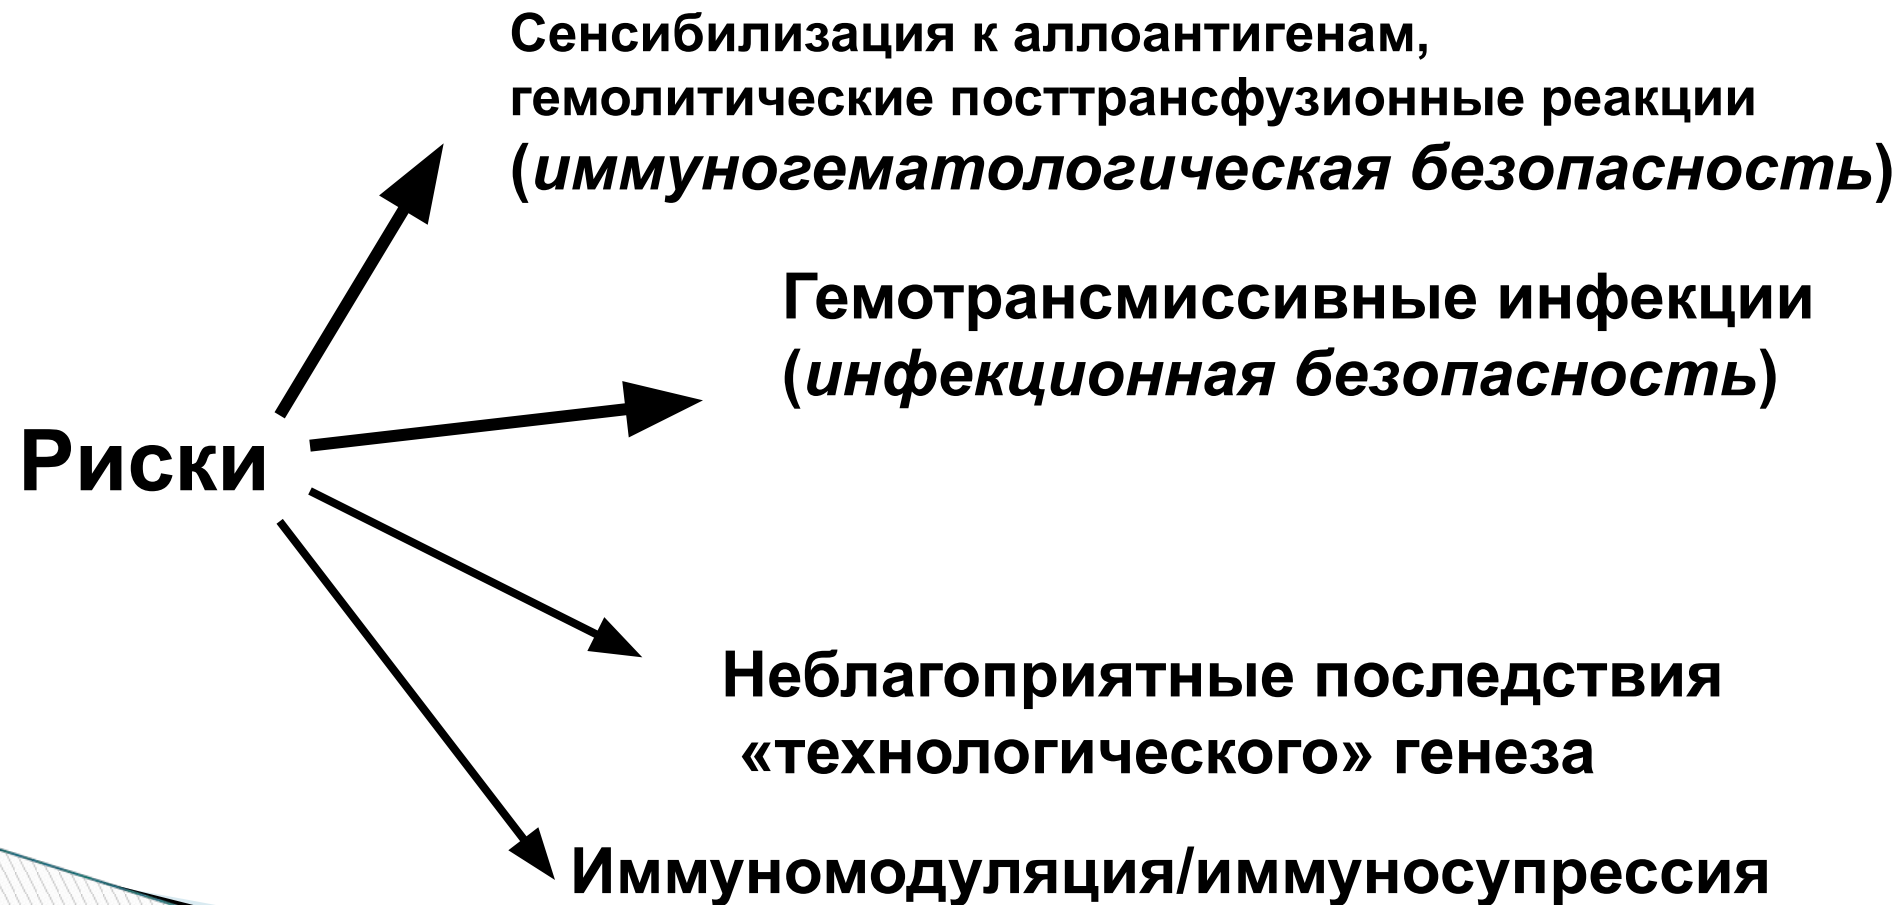 Сенсибилизация к аллоантигенам,
гемолитические посттрансфузионные реакции
(иммуногематологическая безопасность)
Гемотрансмиссивные инфекции
(инфекционная безопасность)
Риски
Неблагоприятные последствия
«технологического» генеза
Иммуномодуляция/иммуносупрессия